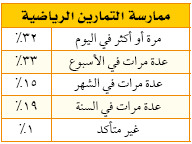 ممارسة التمارين الرياضية
مرة أو أكثر في اليوم ٣٢٪
عدة مرات في الأسبوع ٣٣٪
عدة مرات في الشهر ١٥٪
عدة مرات في السنة ١٩٪
غير متأكد ١٪